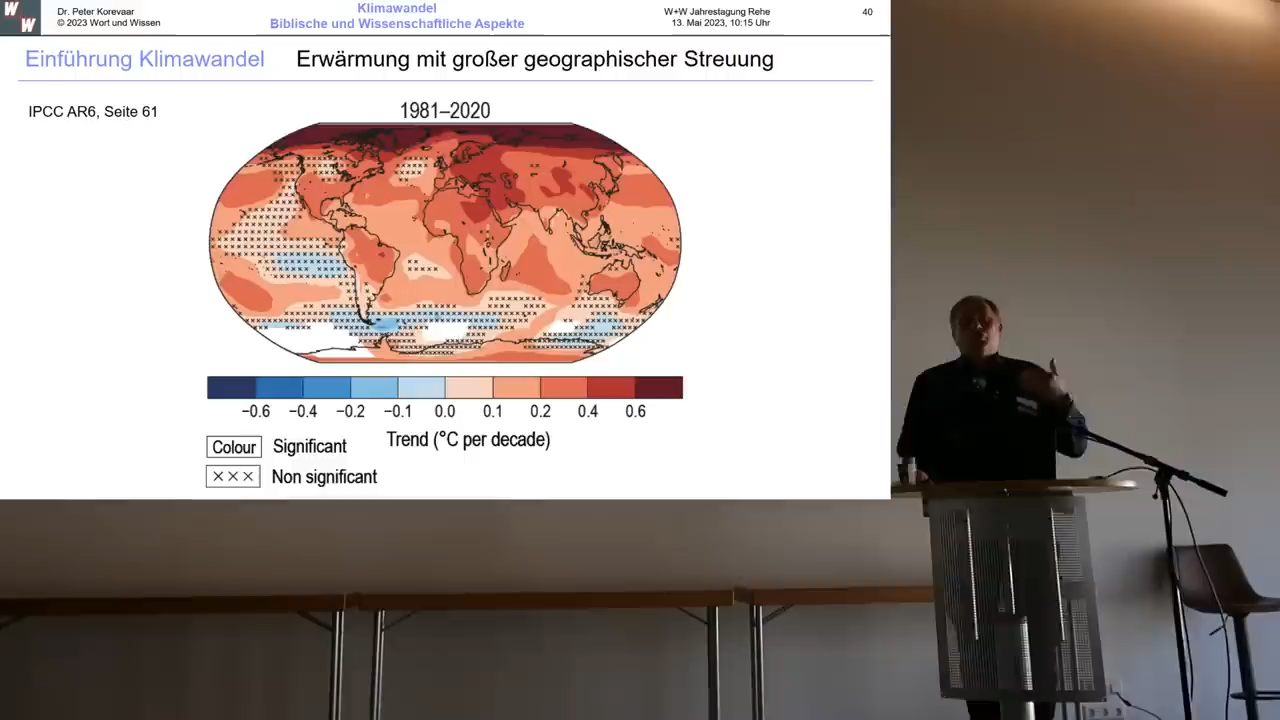 W
W
Dr. Peter Korevaar
© 2023 Wort und Wissen
Klimawandel
Biblische und Wissenschaftliche Aspekte
W+W Jahrestagung Rehe
13. Mai 2023, 10:15 Uhr
40
Einführung Klimawandel
Erwärmung mit großer geographischer Streuung
IPCC AR6, Seite 61
1981–2020
−0.6 −0.4 −0.2 −0.1 0.0 0.1 0.2 0.4 0.6
Trend (°C per decade)
Colour Significant
××× Non significant